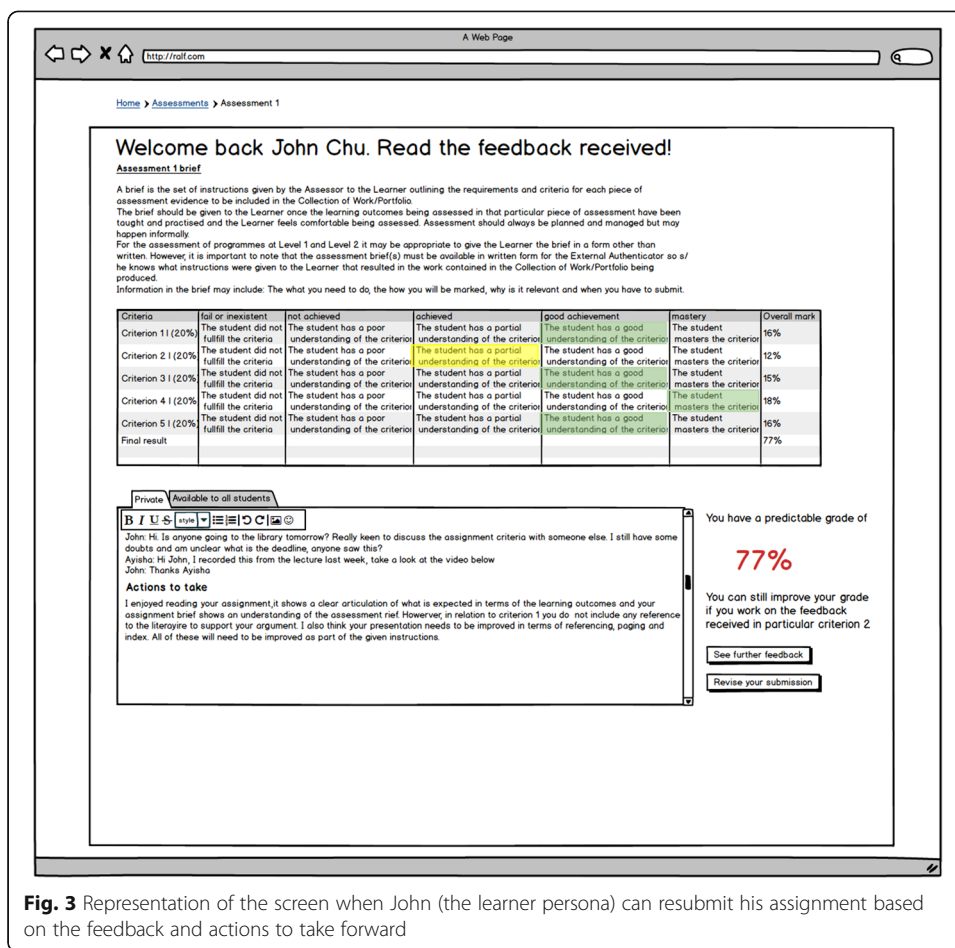 A Web Page
http://ralf.com
Home > Assessments > Assessment 1
Welcome back John Chu. Read the feedback received!
Assessment 1 brief
A brief is the set of instructions given by the Assessor to the Learner outlining the requirements and criteria for each piece of
assessment evidence to be included in the Collection of Work/Portfolio.
The brief should be given to the Learner once the learning outcomes being assessed in that particular piece of assessment have been
taught and practised and the Learner feels comfortable being assessed. Assessment should always be planned and managed but may
happen informally.
For the assessment of programmes at Level 1 and Level 2 it may be appropriate to give the Learner the brief in a form other than
written. However, it is important to note that the assessment brief(s) must be available in written form for the External Authenticator so s/
he knows what instructions were given to the Learner that resulted in the work contained in the Collection of Work/Portfolio being
produced.
Information in the brief may include: The what you need to do, the how you will be marked, why is it relevant and when you have to submit.
Criteria fail or inexistent not achieved achieved good achievement mastery Overall mark
Criterion 1 I (20%) The student did not fullfill the criteria The student has a poor understanding of the criterior The student has a partial understanding of the criterior The student has a good understanding of the criterior The student masters the criterior 16%
Criterion 2 I (20% The student did not fullfill the criteria The student has a poor understanding of the criterior The student has a partial understanding of the criterior The student has a good understanding of the criterior The student masters the criterior 12%
Criterion 3 I (20% The student did not fullfill the criteria The student has a poor understanding of the criterior The student has a partial understanding of the criterior The student has a good understanding of the criterior The student masters the criterior 15%
Criterion 4 I (20% The student did not fullfill the criteria The student has a poor understanding of the criterior The student has a partial understanding of the criterior The student has a good understanding of the criterior The student masters the criterior 18%
Criterion 5 I (20% The student did not fullfill the criteria The student has a poor understanding of the criterior The student has a partial understanding of the criterior The student has a good understanding of the criterior The student masters the criterior 16%
Final result 77%
Private Available to all students
B I U S style
John: Hi. Is anyone going to the library tomorrow? Really keen to discuss the assignment criteria with someone else. I still have some
doubts and am unclear what is the deadline, anyone saw this?
Ayisha: Hi John, I recorded this from the lecture last week, take a look at the video below
John: Thanks Ayisha
Actions to take
I enjoyed reading your assignment,it shows a clear articulation of what is expected in terms of the learning outcomes and your
assignment brief shows an understanding of the assessment rief. Howerver, in relation to criterion 1 you do not include any reference
to the literayire to support your argument. I also think your presentation needs to be improved in terms of referencing, paging and
index. All of these will need to be improved as part of the given instructions.
You have a predictable grade of
77%
You can still improve your grade
if you work on the feedback
received in particular criterion 2
See further feedback
Revise your submission
Fig. 3 Representation of the screen when John (the learner persona) can resubmit his assignment based
on the feedback and actions to take forward